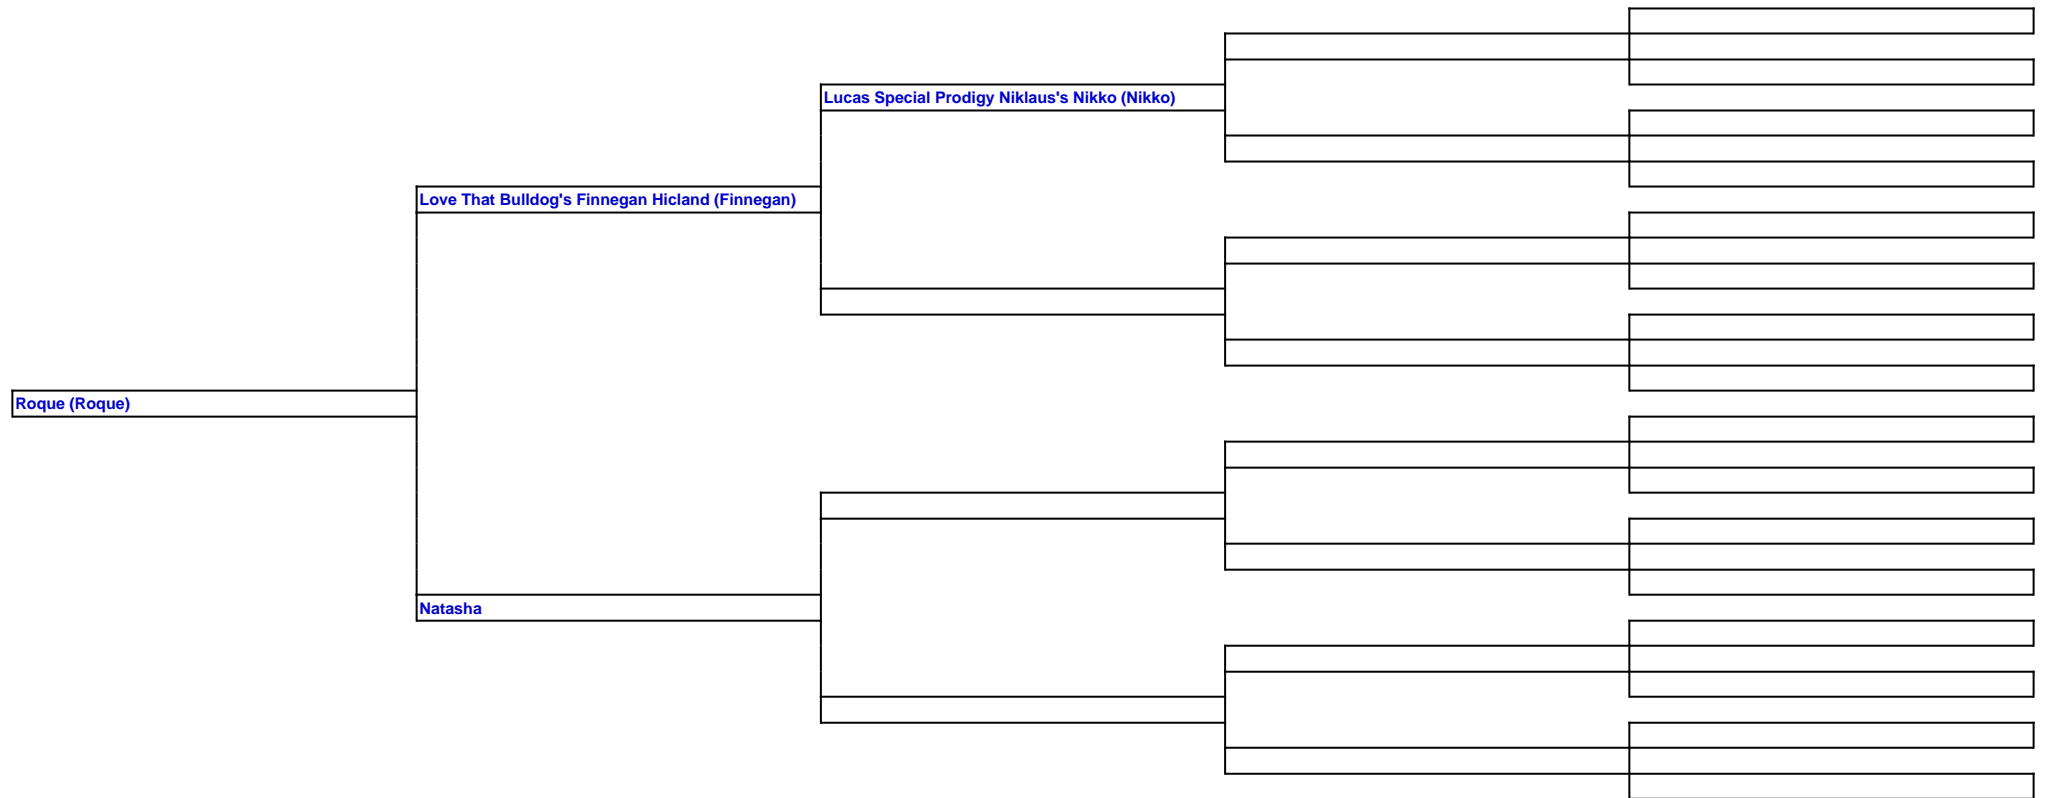 Lucas Special Prodigy Niklaus's Nikko (Nikko)
Love That Bulldog's Finnegan Hicland (Finnegan)
Roque (Roque)
Natasha